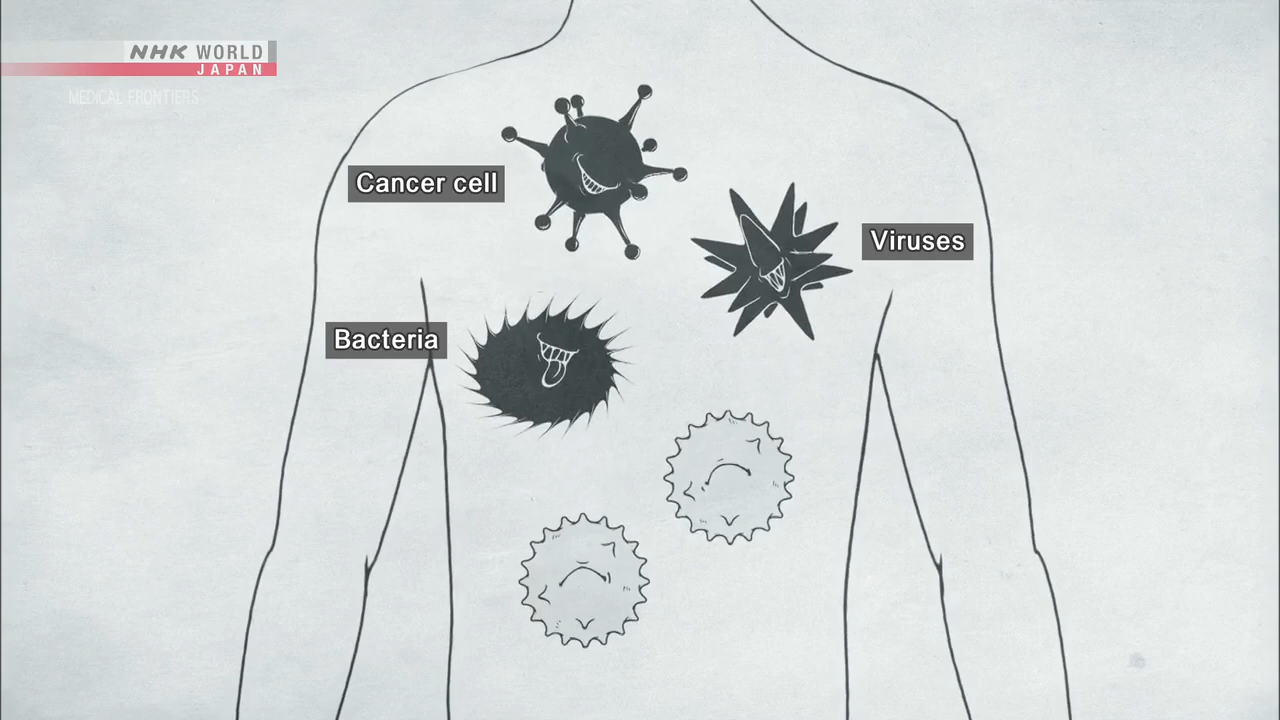 NHK WORLD
JAPAN
MEDICAL FRONTIERS
Cancer cell
Viruses
Bacteria